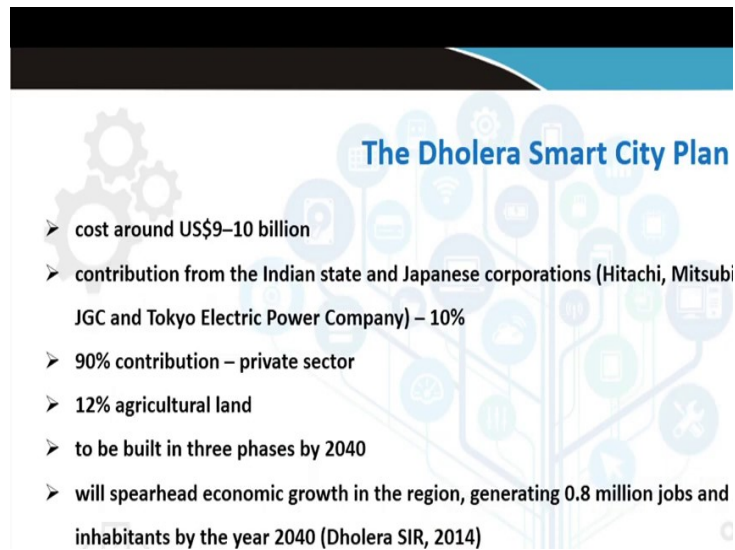 The Dholera Smart City Plan
➢ cost around US$9–10 billion
➢ contribution from the Indian state and Japanese corporations (Hitachi, Mitsubi
JGC and Tokyo Electric Power Company) – 10%
➢ 90% contribution – private sector
➢ 12% agricultural land
➢ to be built in three phases by 2040
➢ will spearhead economic growth in the region, generating 0.8 million jobs and
inhabitants by the year 2040 (Dholera SIR, 2014)